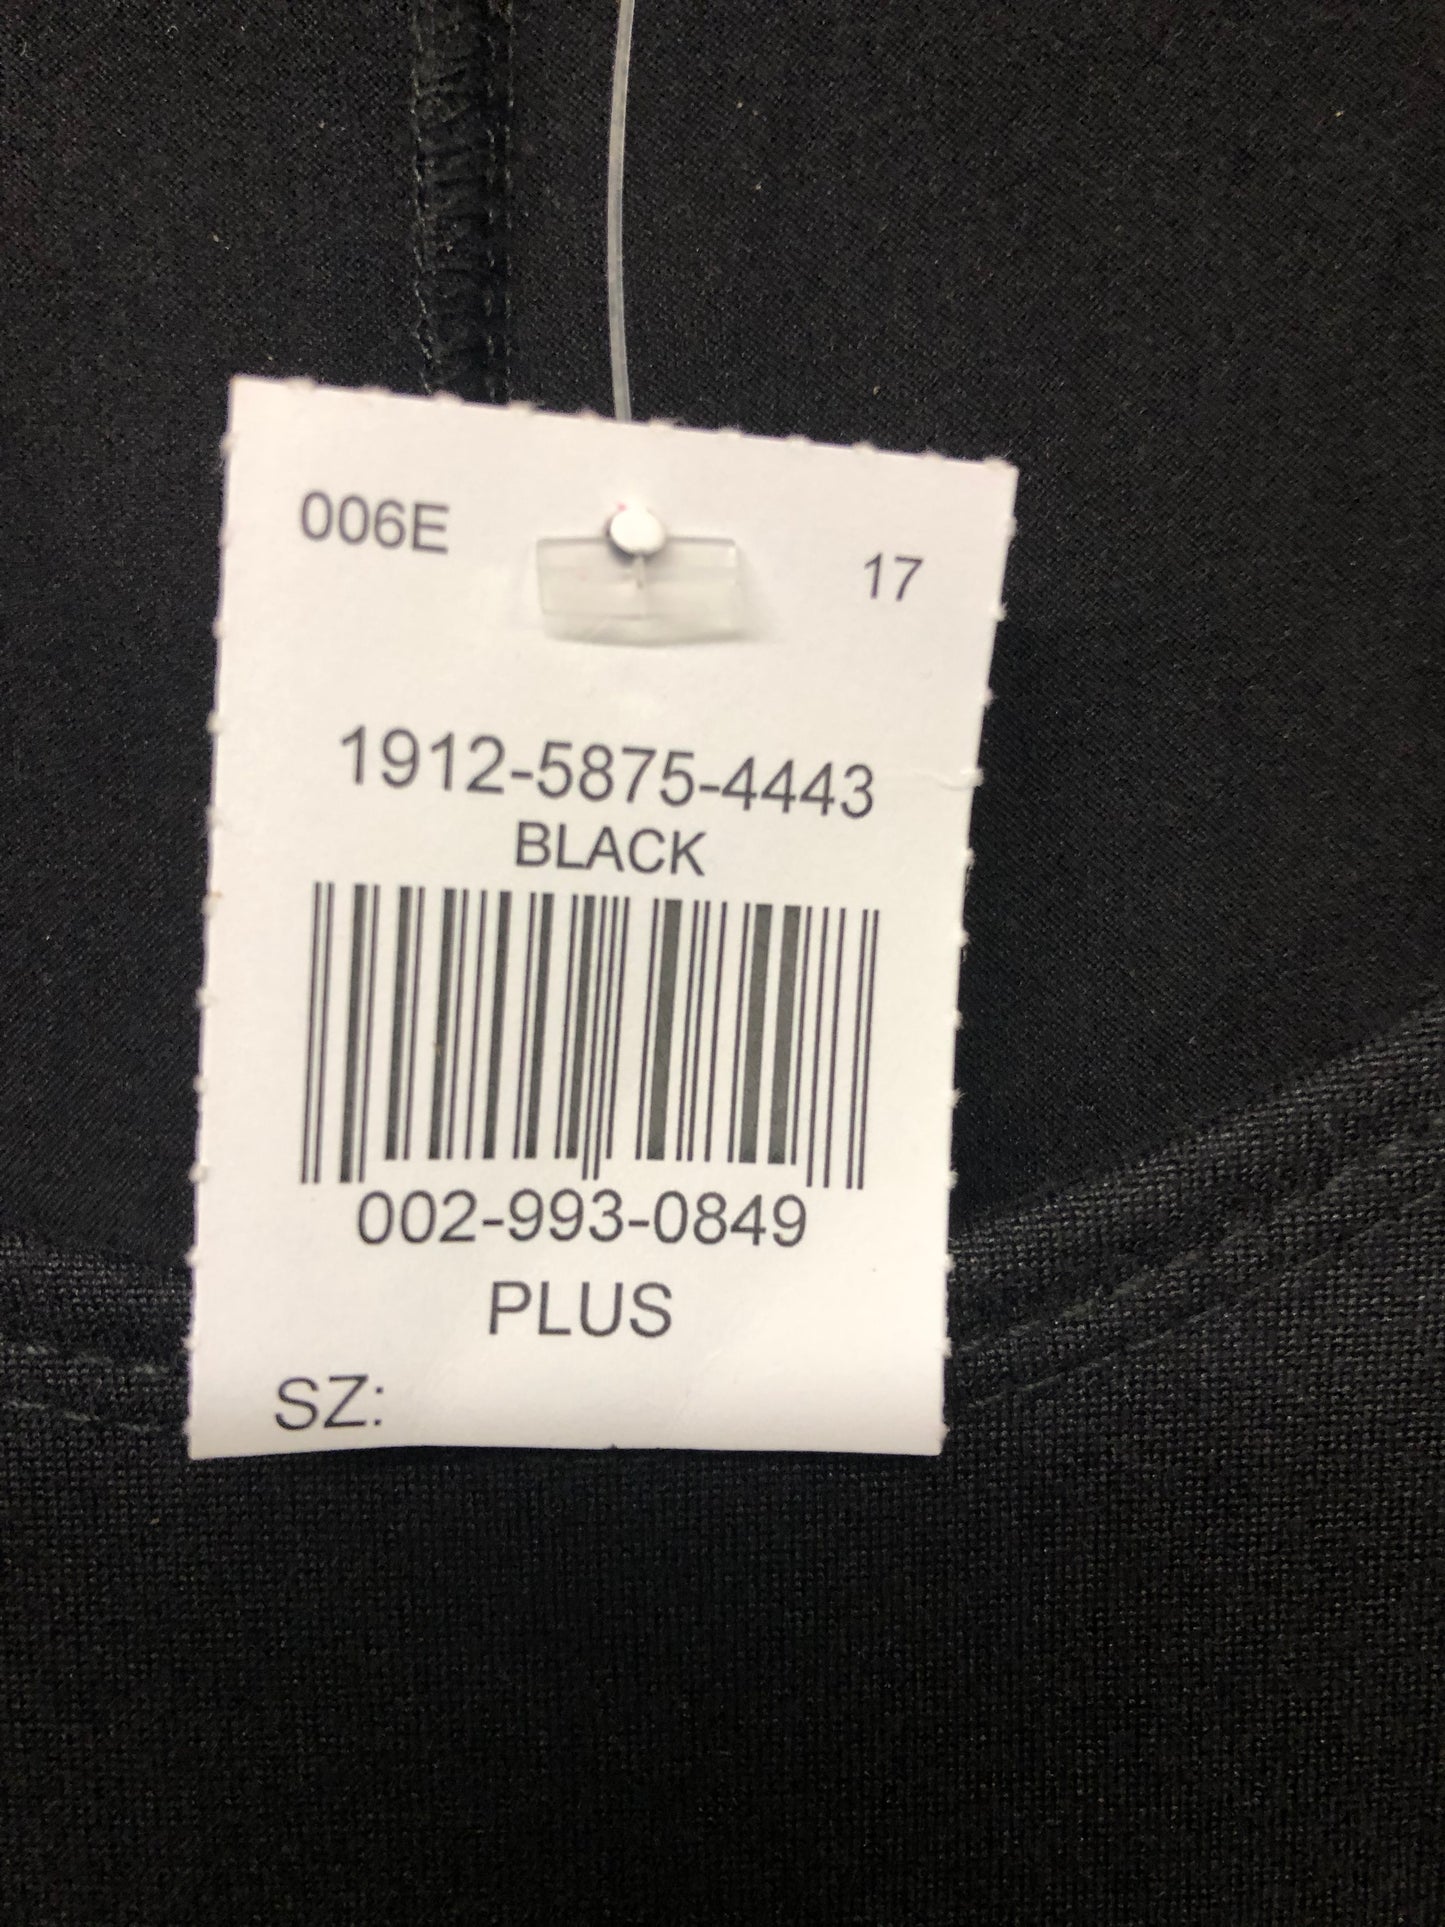 006E 17
1912-5875-4443
BLACK
002-993-0849
PLUS
SZ: